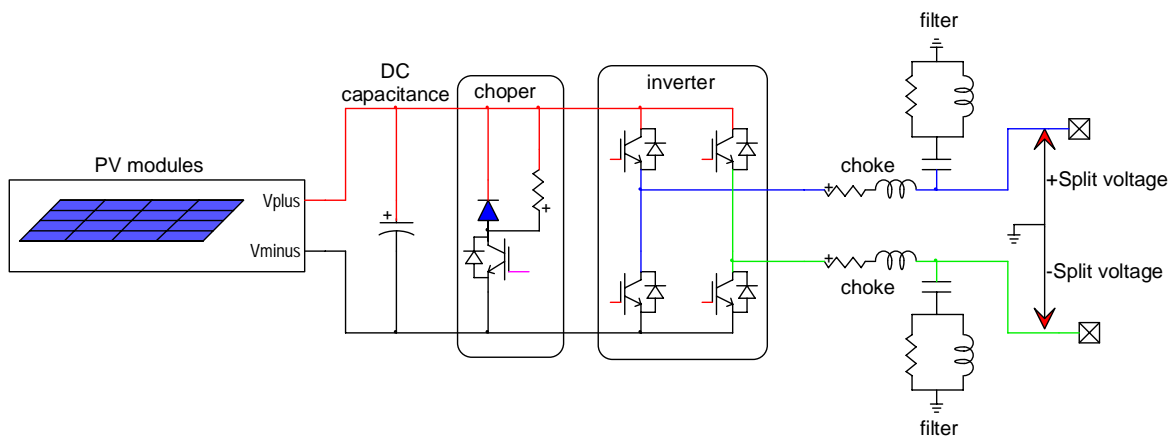 filter
DC
capacitance
choper
inverter
PV modules
Vplus
Vminus
choke
+Split voltage
-Split voltage
choke
filter